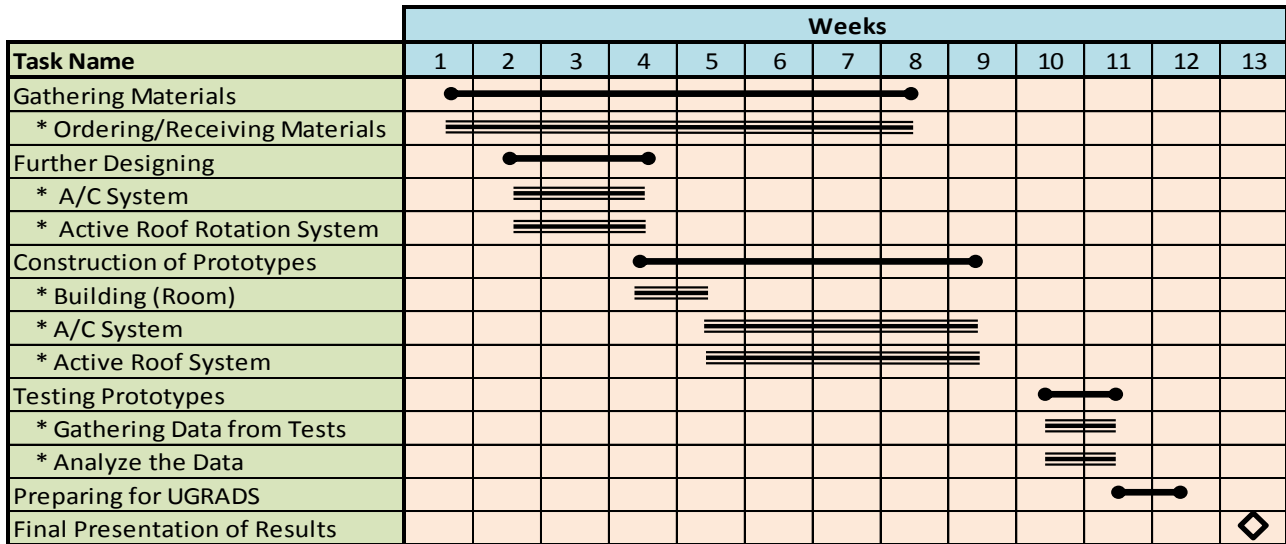 Weeks
Task Name 1 2 3 4 5 6 7 8 9 10 11 12 13
Gathering Materials
* Ordering/Receiving Materials
Further Designing
* A/C System
* Active Roof Rotation System
Construction of Prototypes
* Building (Room)
* A/C System
* Active Roof System
Testing Prototypes
* Gathering Data from Tests
* Analyze the Data
Preparing for UGRADS
Final Presentation of Results